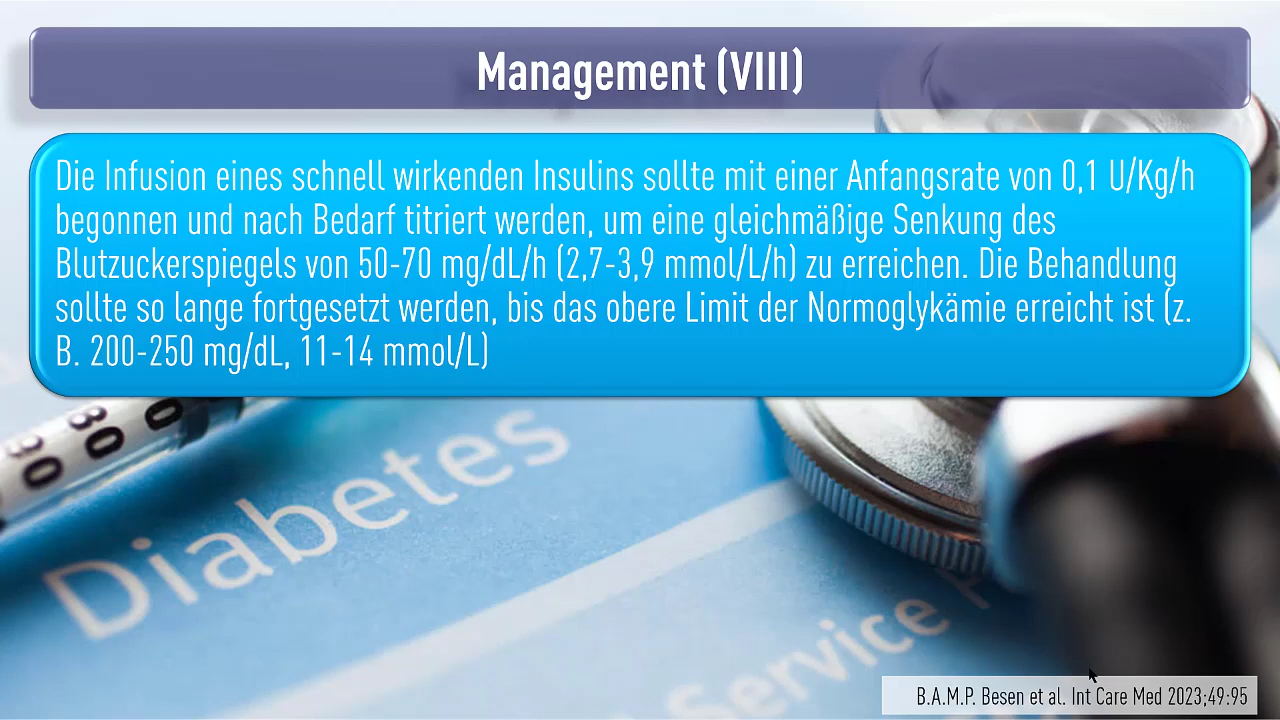 Management (VIII)
Die Infusion eines schnell wirkenden Insulins sollte mit einer Anfangsrate von 0,1 U/Kg/h
begonnen und nach Bedarf titriert werden, um eine gleichmäßige Senkung des
Blutzuckerspiegels von 50-70 mg/dL/h (2,7-3,9 mmol/L/h) zu erreichen. Die Behandlung
sollte so lange fortgesetzt werden, bis das obere Limit der Normoglykämie erreicht ist (z.
B. 200-250 mg/dL, 11-14 mmol/L)
80
Diabetes
Service
B.A.M.P. Besen et al. Int Care Med 2023;49:95